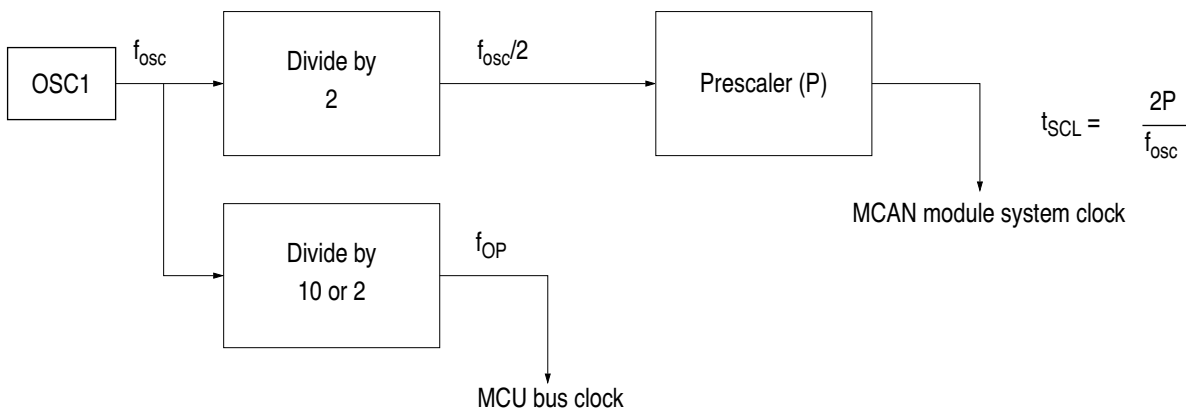 OSC1
fosc
Divide by
2
fosc/2
Prescaler (P)
tSCL = 2P
fosc
MCAN module system clock
Divide by
10 or 2
fOP
MCU bus clock